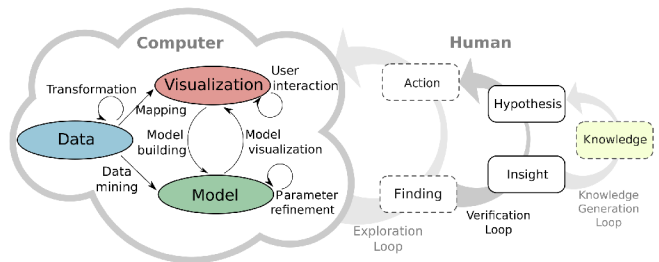 Computer
Human
Transformation
Visualization
User
interaction
Mapping
Data
Model
building
Model
visualization
Data
mining
Model
Parameter
refinement
Action
Hypothesis
Knowledge
Insight
Finding
Exploration
Loop
Verification
Loop
Knowledge
Generation
Loop